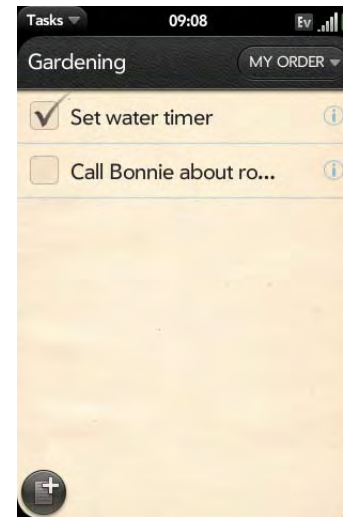 Tasks
09:08
Ev
Gardening
MY ORDER
Set water timer
Call Bonnie about ro...